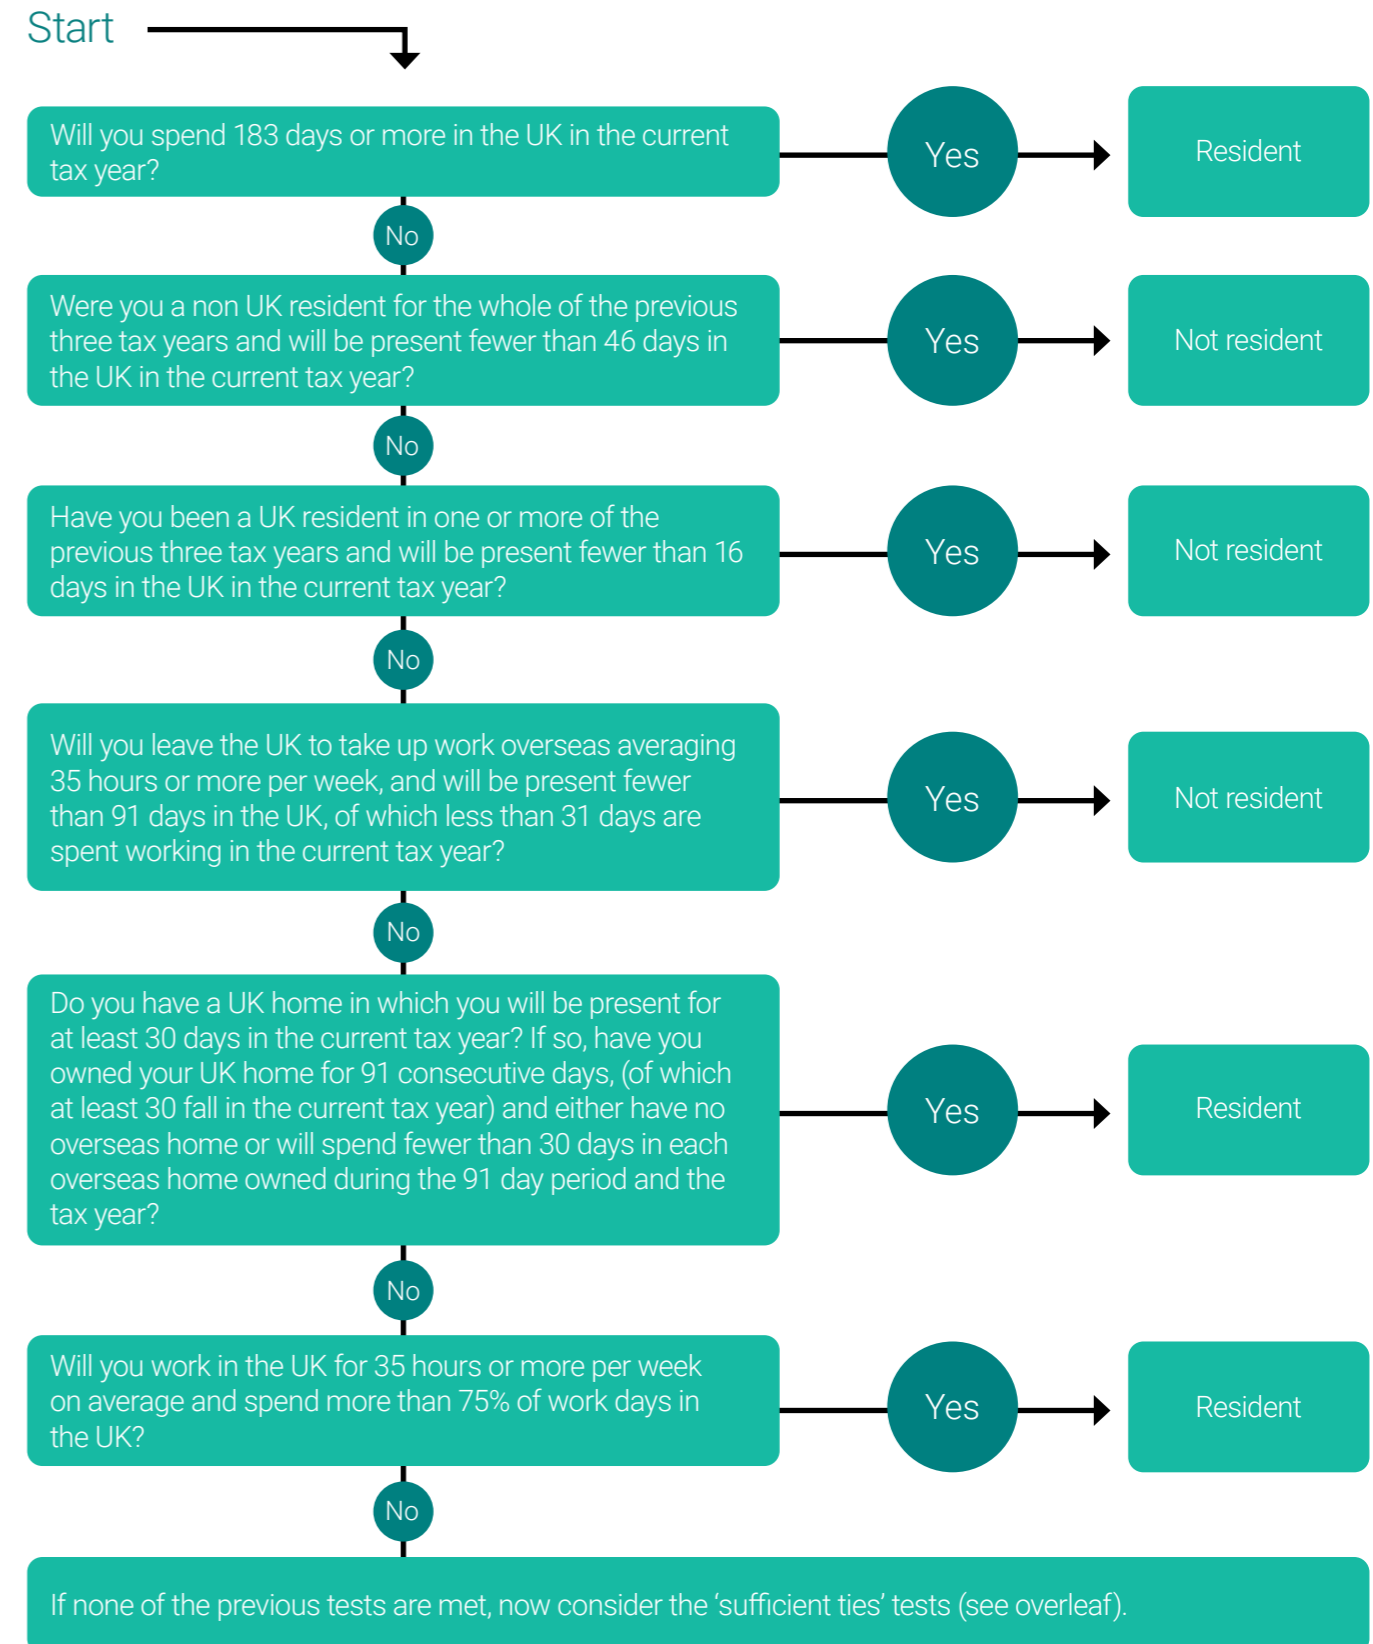 Start
Will you spend 183 days or more in the UK in the current
tax year?
Yes
Resident
No
Were you a non UK resident for the whole of the previous
three tax years and will be present fewer than 46 days in
the UK in the current tax year?
Yes
Not resident
No
Have you been a UK resident in one or more of the
previous three tax years and will be present fewer than 16
days in the UK in the current tax year?
Yes
Not resident
No
Will you leave the UK to take up work overseas averaging
35 hours or more per week, and will be present fewer
than 91 days in the UK, of which less than 31 days are
spent working in the current tax year?
Yes
Not resident
No
Do you have a UK home in which you will be present for
at least 30 days in the current tax year? If so, have you
owned your UK home for 91 consecutive days, (of which
at least 30 fall in the current tax year) and either have no
overseas home or will spend fewer than 30 days in each
overseas home owned during the 91 day period and the
tax year?
Yes
Resident
No
Will you work in the UK for 35 hours or more per week
on average and spend more than 75% of work days in
the UK?
Yes
Resident
No
If none of the previous tests are met, now consider the ‘sufficient ties’ tests (see overleaf).